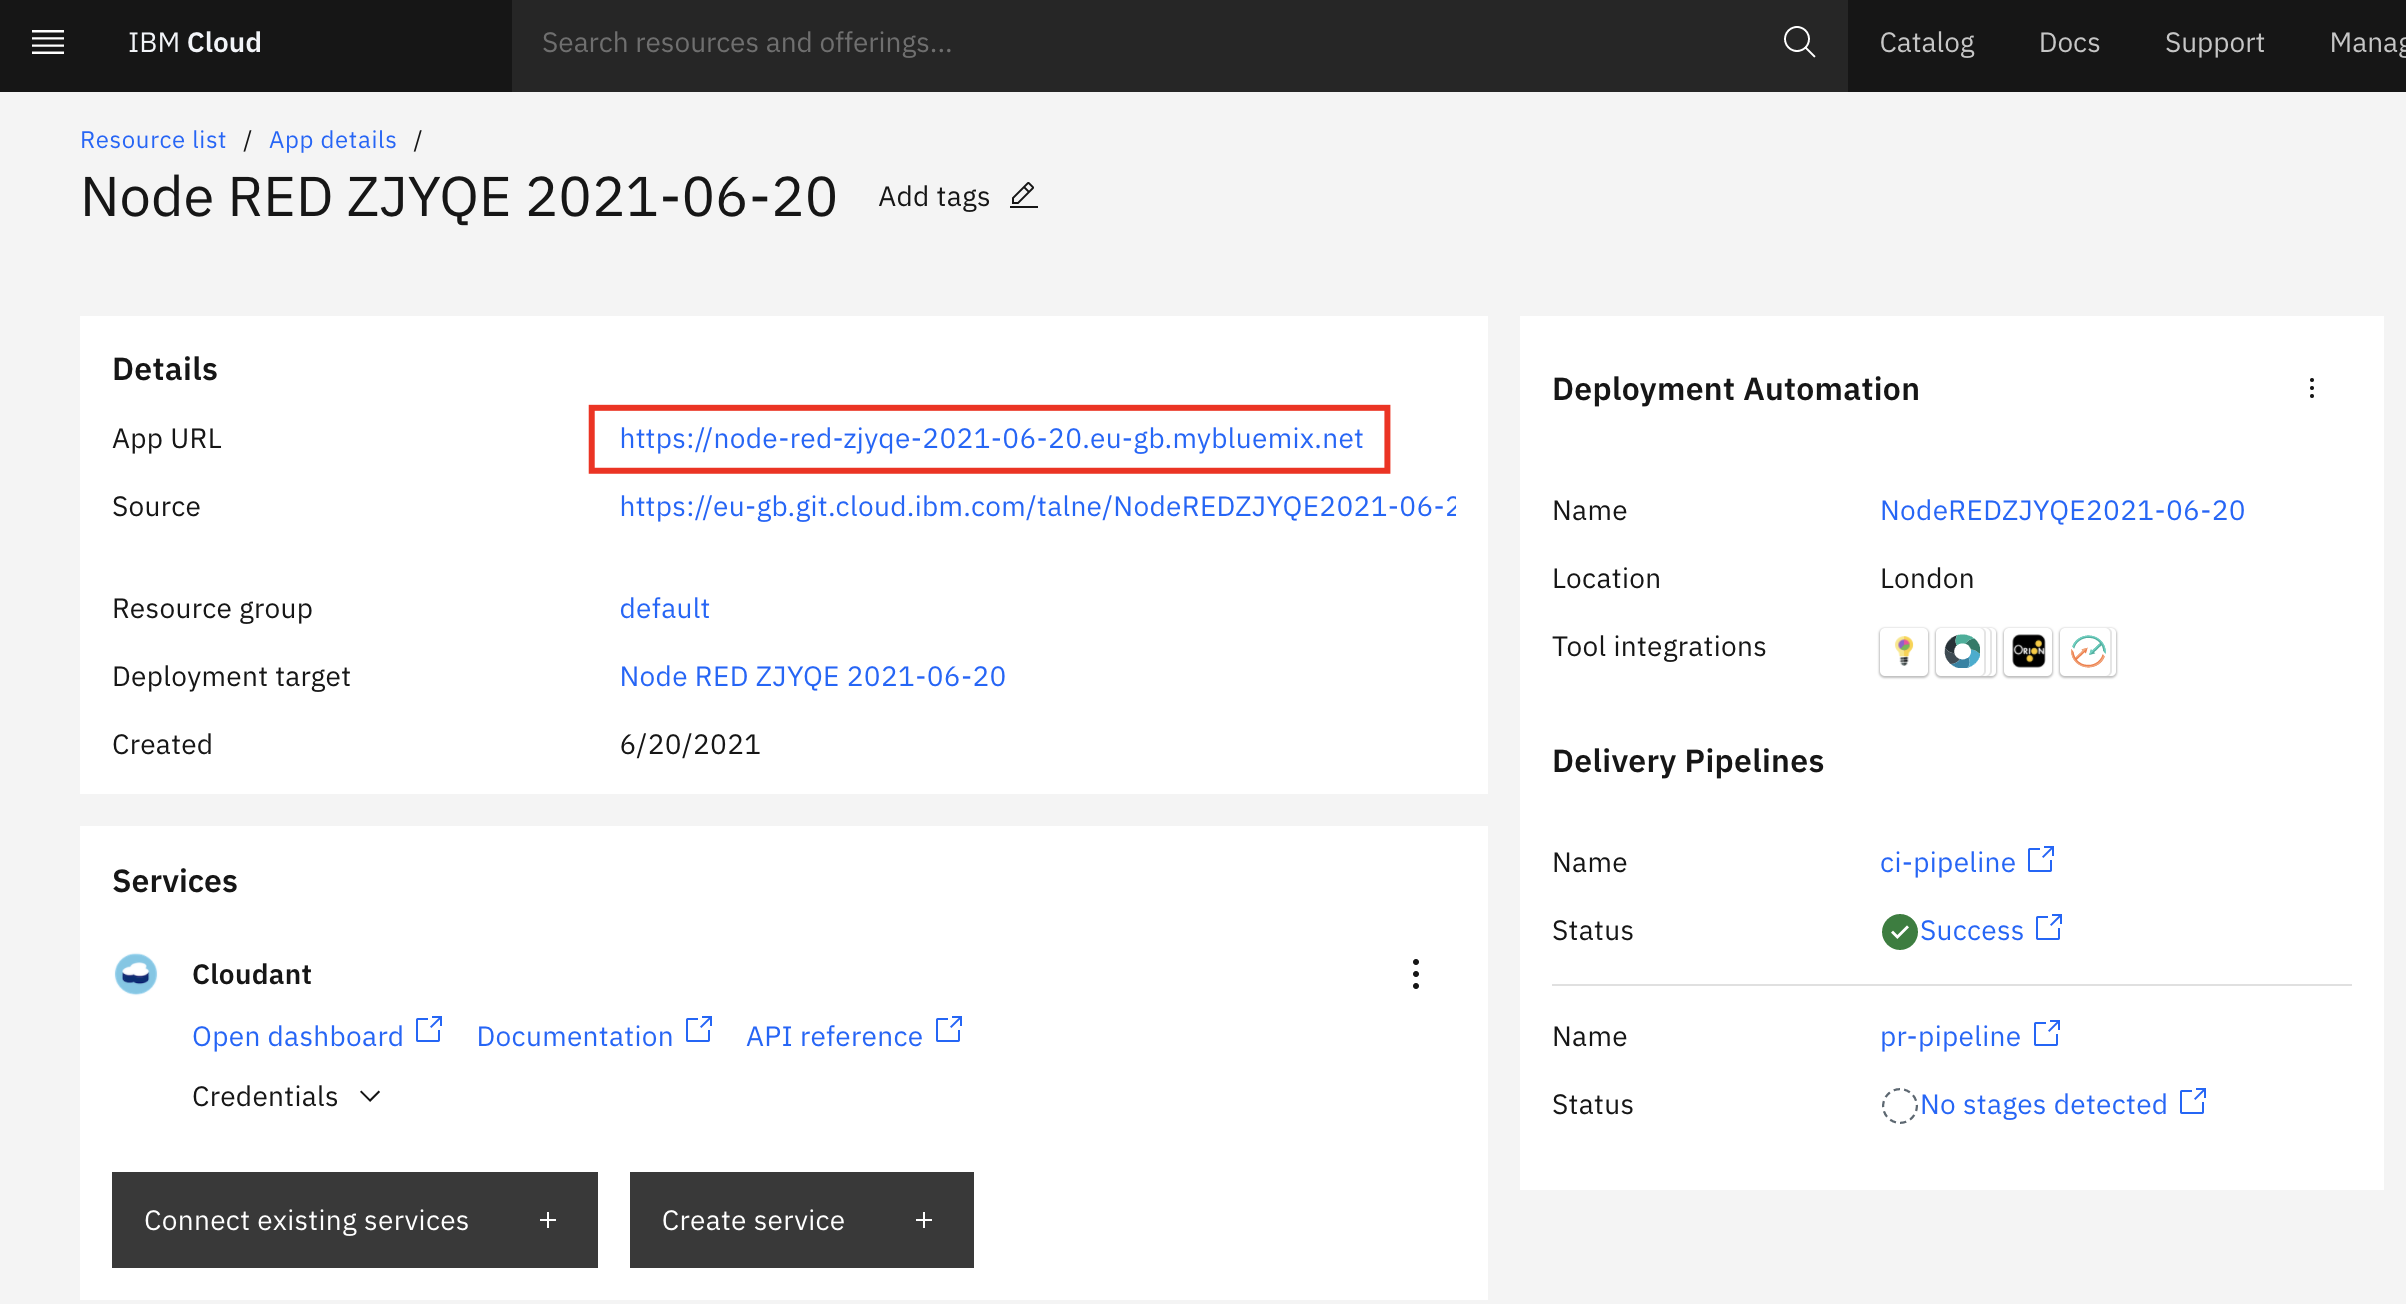 IBM Cloud
Search resources and offerings...
Catalog
Docs
Support
Manag
Resource list / App details /
Node RED ZJYQE 2021-06-20
Add tags
Details
App URL
https://node-red-zjyqe-2021-06-20.eu-gb.mybluemix.net
Source
https://eu-gb.git.cloud.ibm.com/talne/NodeREDZJYQE2021-06-2
Resource group
default
Deployment target
Node RED ZJYQE 2021-06-20
Created
6/20/2021
Services
Cloudant
Open dashboard
Documentation
API reference
Credentials
Connect existing services +
Create service +
Deployment Automation
Name
NodeREDZJYQE2021-06-20
Location
London
Tool integrations
ORION
Delivery Pipelines
Name
ci-pipeline
Status
Success
Name
pr-pipeline
Status
No stages detected